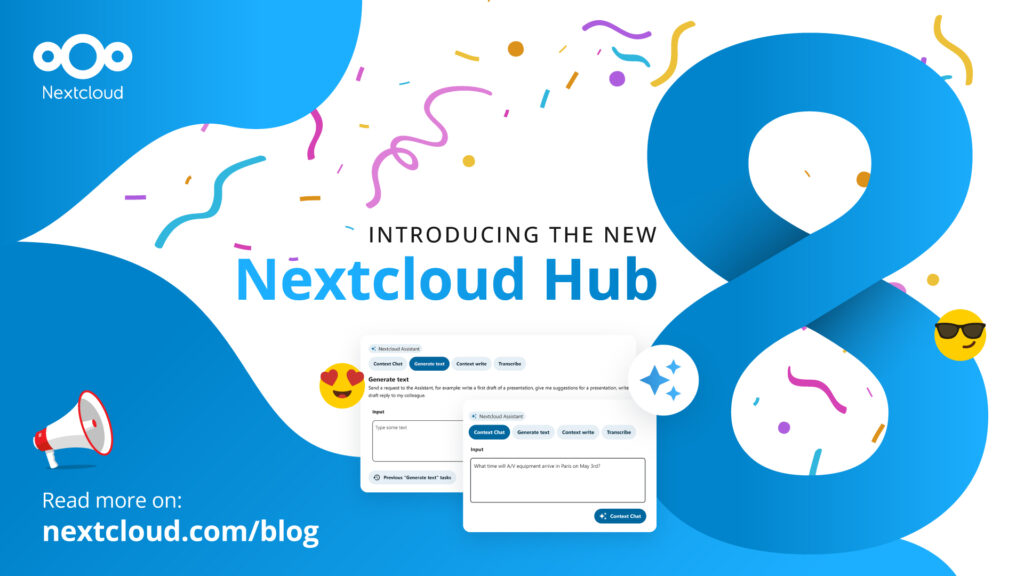 Nextcloud
INTRODUCING THE NEW
Nextcloud Hub
8
Nextcloud Assistant
Context Chat
Generate text
Context write
Transcribe
Generate text
Send a request to the Assistant, for example: write a first draft of a presentation, give me suggestions for a presentation, write
draft reply to my colleague.
Input
Type some text
Previous "Generate text" tasks
Nextcloud Assistant
Context Chat
Generate text
Context write
Transcribe
Input
What time will A/V equipment arrive in Paris on May 3rd?
Context Chat
Read more on:
nextcloud.com/blog